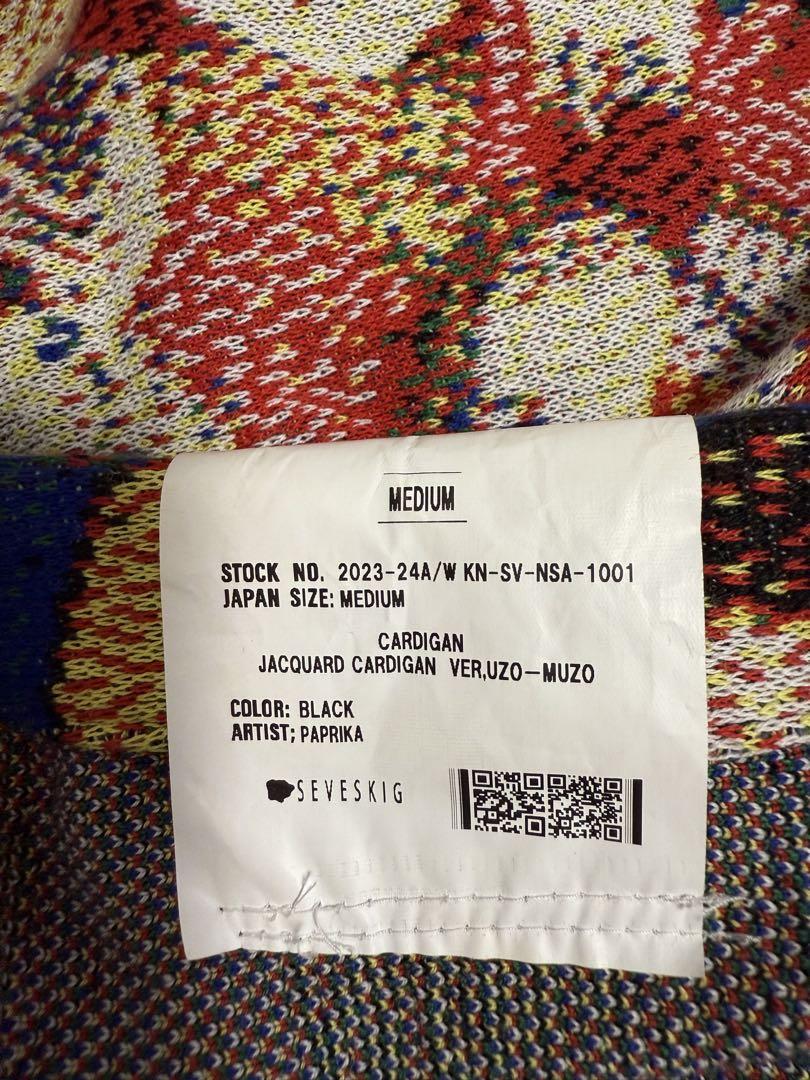 MEDIUM
STOCK NO. 2023-24A/W KN-SV-NSA-1001
JAPAN SIZE: MEDIUM
CARDIGAN
JACQUARD CARDIGAN VER,UZO-MUZO
COLOR: BLACK
ARTIST; PAPRIKA
SEVESKIG